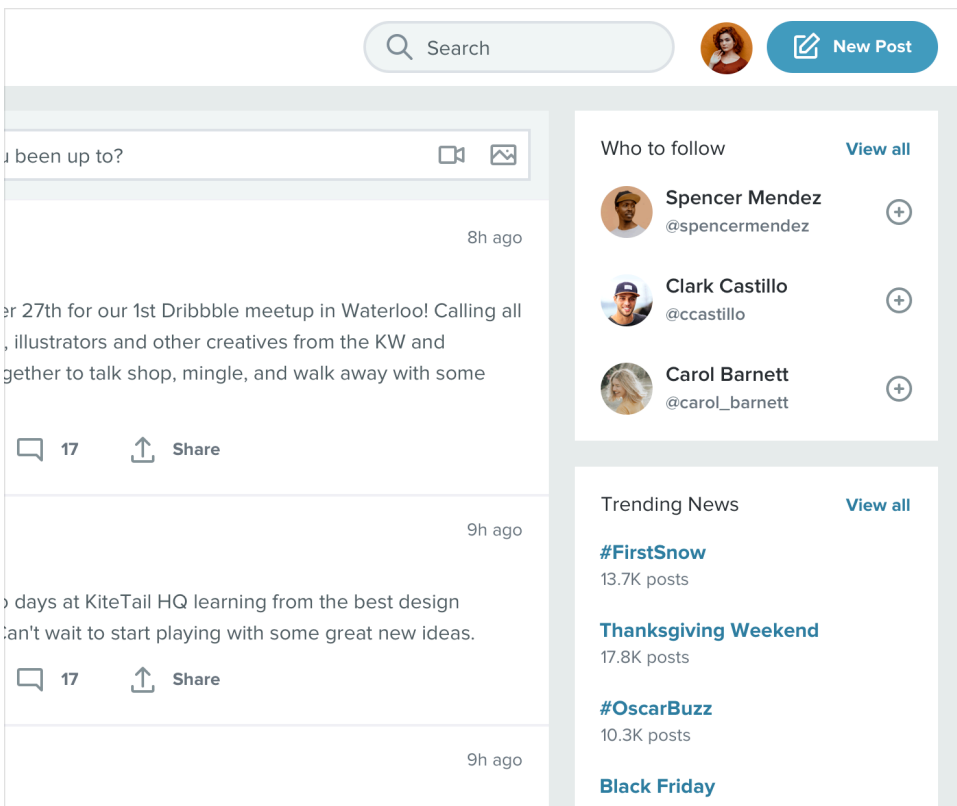 Search
New Post
been up to?
8h ago
27th for our 1st Dribbble meetup in Waterloo! Calling all
, illustrators and other creatives from the KW and
gether to talk shop, mingle, and walk away with some
17 Share
9h ago
days at KiteTail HQ learning from the best design
Can't wait to start playing with some great new ideas.
17 Share
9h ago
Who to follow View all
Spencer Mendez
@spencermendez
Clark Castillo
@ccastillo
Carol Barnett
@carol_barnett
Trending News View all
#FirstSnow
13.7K posts
Thanksgiving Weekend
17.8K posts
#OscarBuzz
10.3K posts
Black Friday